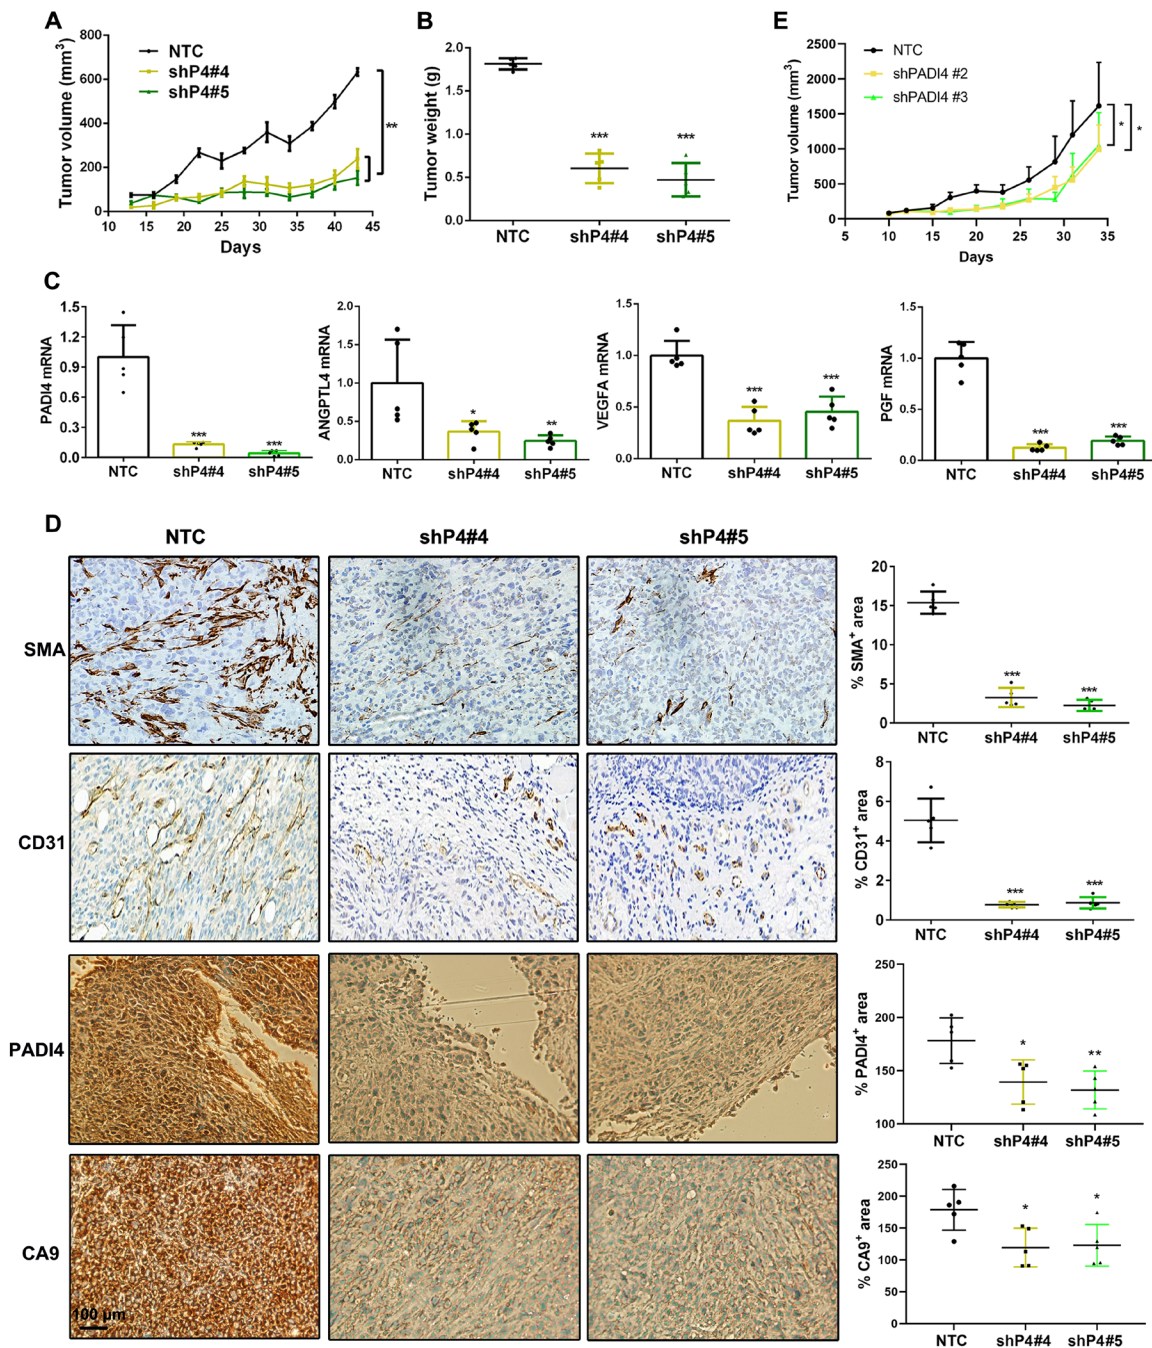 A
Tumor volume (mm³)
800
600
400
200
0
10 15 20 25 30 35 40 45
Days
NTC
shP4#4
shP4#5
**
B
Tumor weight (g)
2.0
1.5
1.0
0.5
0.0
*** ***
NTC shP4#4 shP4#5
E
Tumor volume (mm³)
2500
2000
1500
1000
500
0
5 10 15 20 25 30 35
Days
NTC
shPADI4 #2
shPADI4 #3
* *
C
PADI4 mRNA
1.5
1.2
0.9
0.6
0.3
0.0
*** ***
NTC shP4#4 shP4#5
ANGPTL4 mRNA
2.0
1.5
1.0
0.5
0.0
* **
NTC shP4#4 shP4#5
VEGFA mRNA
1.5
1.0
0.5
0.0
*** ***
NTC shP4#4 shP4#5
PGF mRNA
1.5
1.0
0.5
0.0
*** ***
NTC shP4#4 shP4#5
D
NTC shP4#4 shP4#5
SMA
% SMA⁺ area
20
15
10
5
0
*** ***
NTC shP4#4 shP4#5
CD31
% CD31⁺ area
8
6
4
2
0
*** ***
NTC shP4#4 shP4#5
PADI4
% PADI4⁺ area
250
200
150
100
* **
NTC shP4#4 shP4#5
CA9
100 µm
% CA9⁺ area
250
200
150
100
50
0
* *
NTC shP4#4 shP4#5